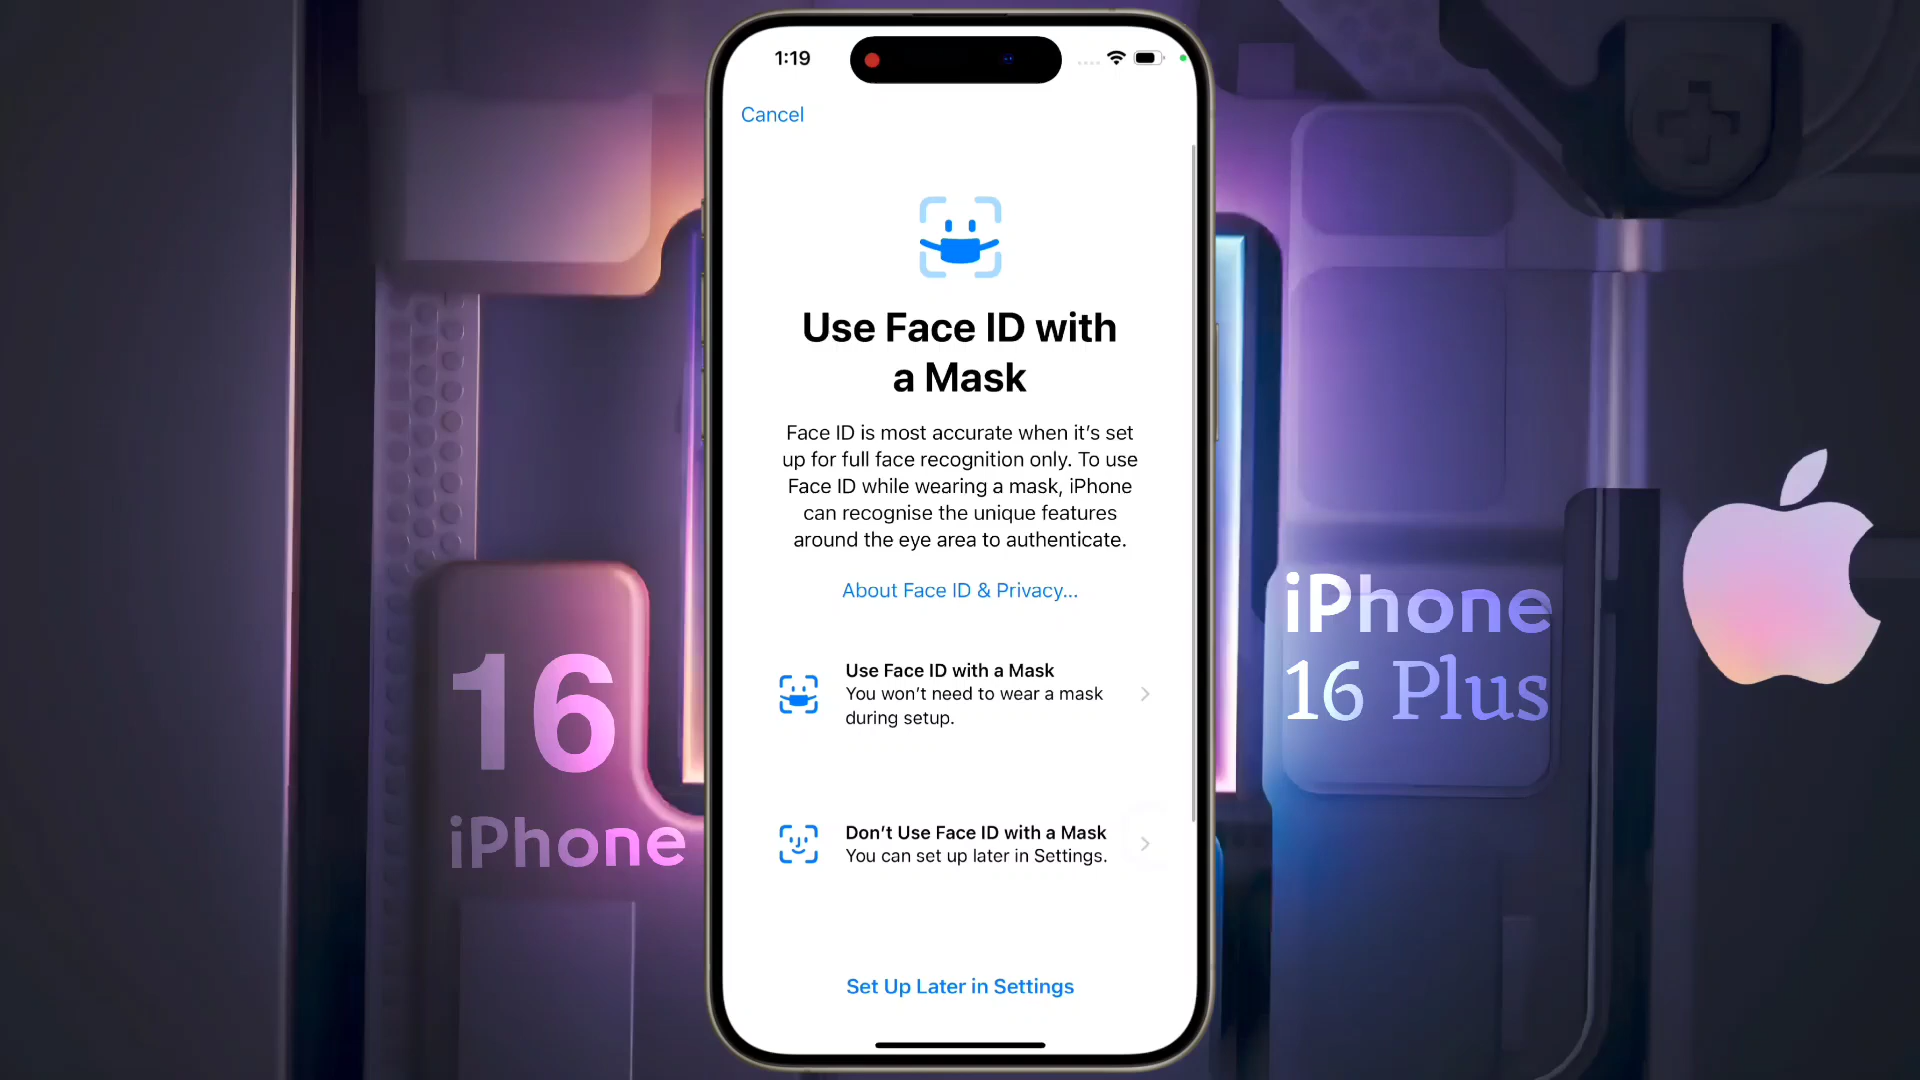 1:19
Cancel
Use Face ID with
a Mask
Face ID is most accurate when it's set
up for full face recognition only. To use
Face ID while wearing a mask, iPhone
can recognise the unique features
around the eye area to authenticate.
About Face ID & Privacy...
Use Face ID with a Mask
You won't need to wear a mask
during setup.
Don't Use Face ID with a Mask
You can set up later in Settings.
Set Up Later in Settings
16
iPhone
iPhone
16 Plus